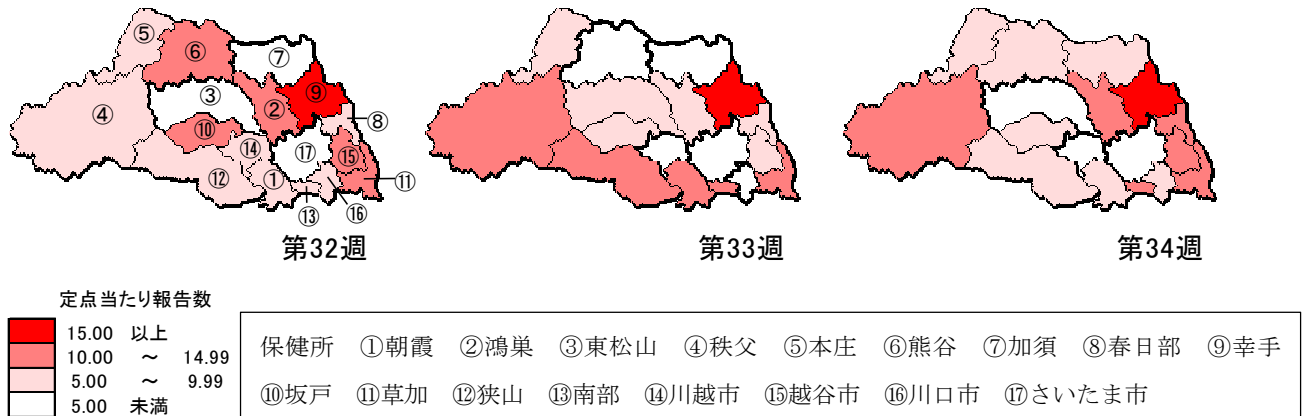 ⑤
⑥
⑦
③
②
⑨
④
⑧
⑩
⑭
⑰
⑮
⑫
①
⑪
⑬
⑯
第32週
第33週
第34週
定点当たり報告数
15.00 以上
10.00 ～ 14.99
5.00 ～ 9.99
5.00 未満
保健所 ①朝霞 ②鴻巣 ③東松山 ④秩父 ⑤本庄 ⑥熊谷 ⑦加須 ⑧春日部 ⑨幸手
⑩坂戸 ⑪草加 ⑫狭山 ⑬南部 ⑭川越市 ⑮越谷市 ⑯川口市 ⑰さいたま市